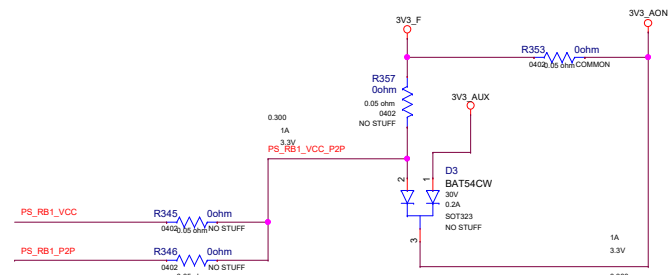 3V3_F
3V3_AON
R353 0ohm
0402 0.05 ohm COMMON
R357
0ohm
0.05 ohm
0402
NO STUFF
3V3_AUX
0.300
1A
3.3V
PS_RB1_VCC_P2P
2
1
D3
BAT54CW
30V
0.2A
SOT323
NO STUFF
3
PS_RB1_VCC
R345 0ohm
0402 0.05 ohm NO STUFF
1A
3.3V
PS_RB1_P2P
R346 0ohm
0402 NO STUFF